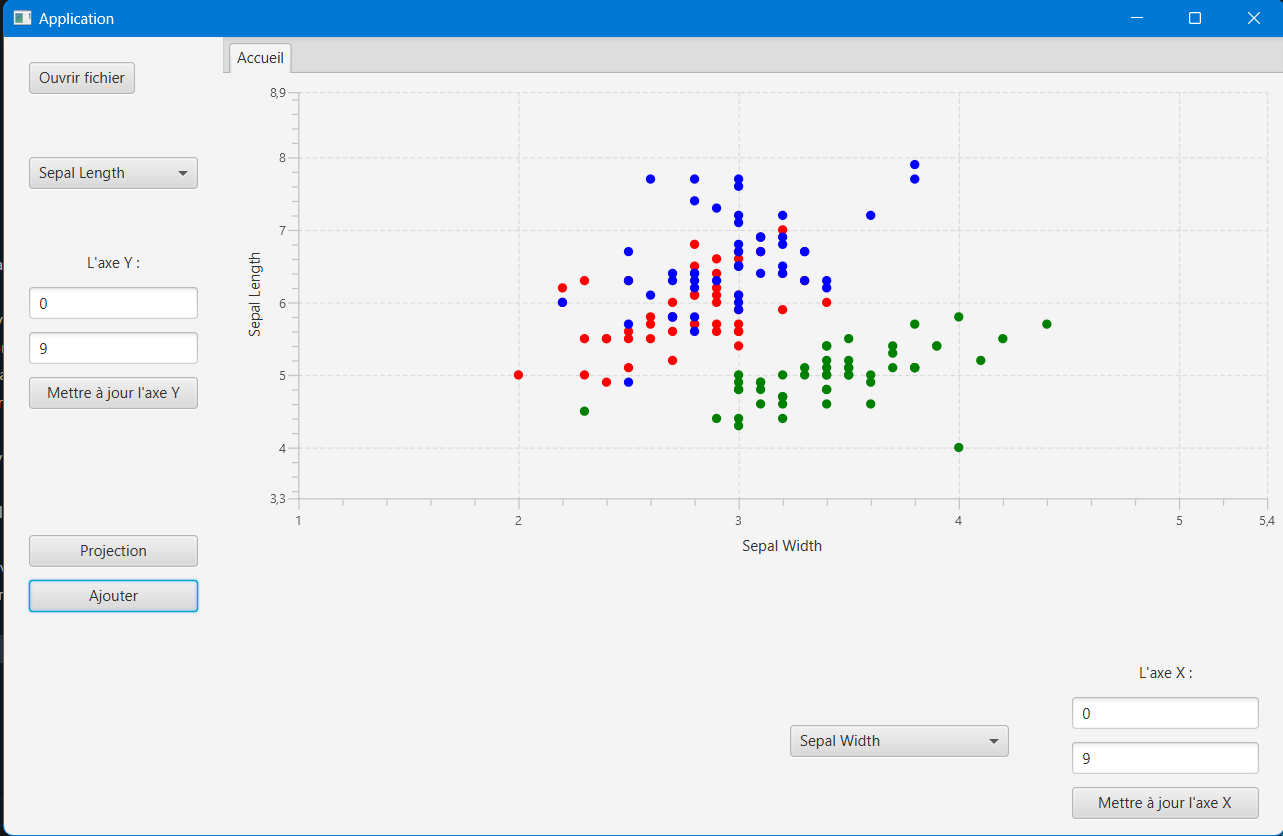 Application
Ouvrir fichier
Accueil
Sepal Length
L'axe Y :
0
9
Mettre à jour l'axe Y
Projection
Ajouter
8,9
8
7
6
5
4
3,3
Sepal Length
1 2 3 4 5 5,4
Sepal Width
L'axe X :
0
Sepal Width
9
Mettre à jour l'axe X